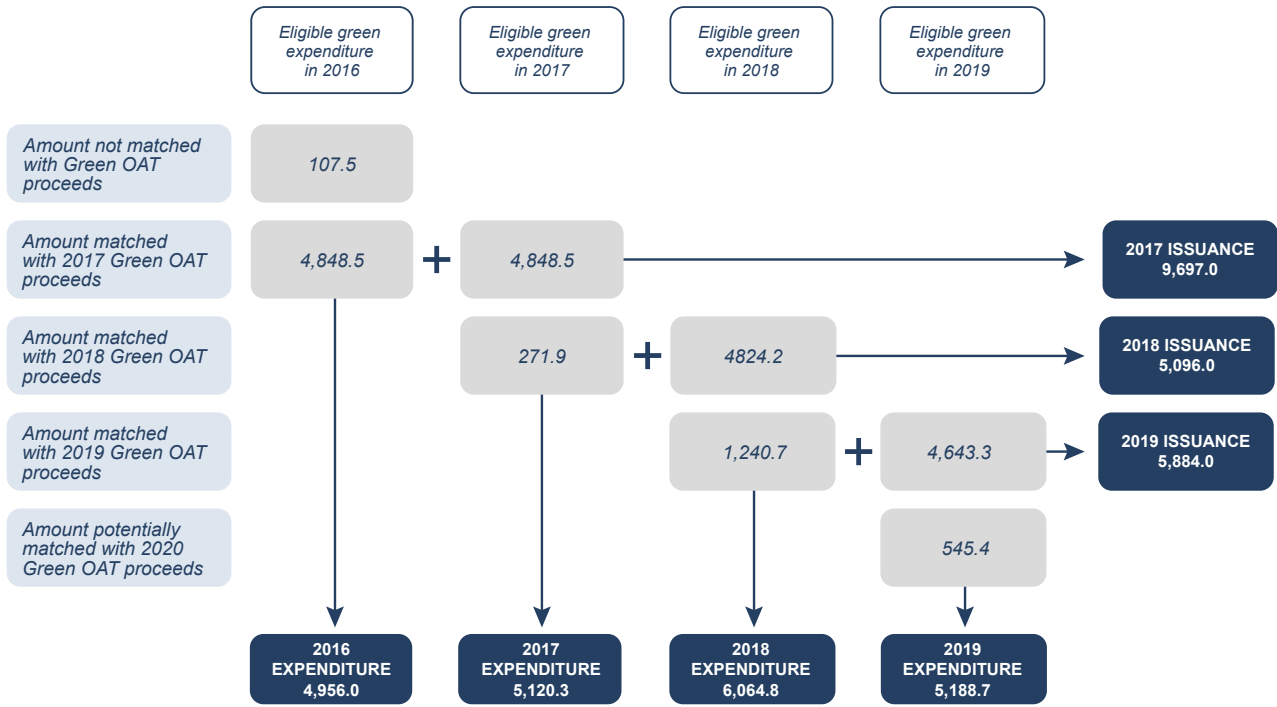 Eligible green
expenditure
in 2016
Eligible green
expenditure
in 2017
Eligible green
expenditure
in 2018
Eligible green
expenditure
in 2019
Amount not matched
with Green OAT
proceeds
107.5
Amount matched
with 2017 Green OAT
proceeds
4,848.5
+
4,848.5
2017 ISSUANCE
9,697.0
Amount matched
with 2018 Green OAT
proceeds
271.9
+
4824.2
2018 ISSUANCE
5,096.0
Amount matched
with 2019 Green OAT
proceeds
1,240.7
+
4,643.3
2019 ISSUANCE
5,884.0
Amount potentially
matched with 2020
Green OAT proceeds
545.4
2016
EXPENDITURE
4,956.0
2017
EXPENDITURE
5,120.3
2018
EXPENDITURE
6,064.8
2019
EXPENDITURE
5,188.7